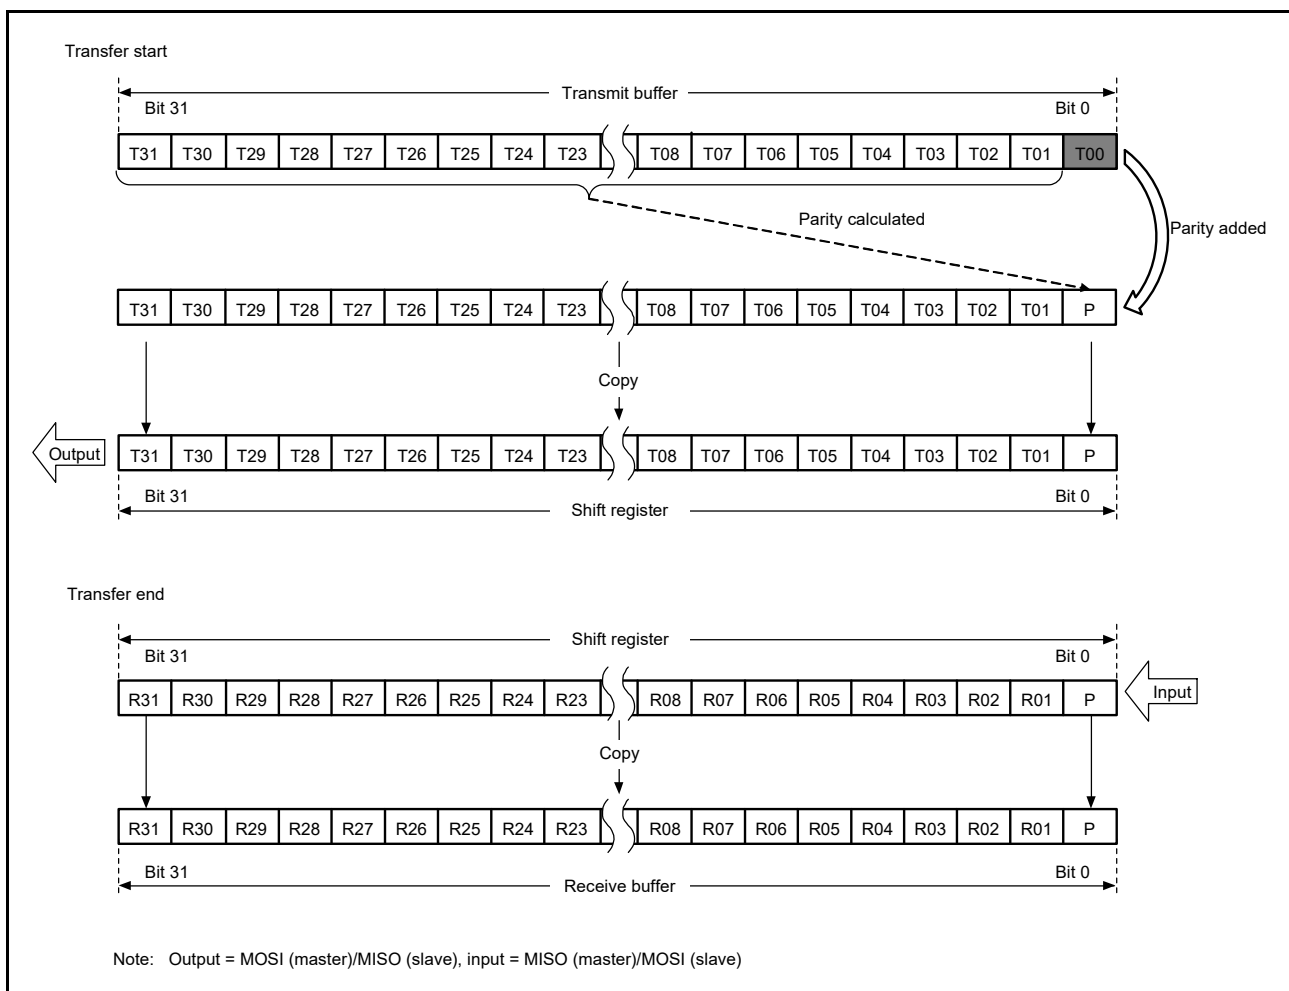 Transfer start
Transmit buffer
Bit 31 Bit 0
T31 T30 T29 T28 T27 T26 T25 T24 T23 T08 T07 T06 T05 T04 T03 T02 T01 T00
Parity calculated
Parity added
T31 T30 T29 T28 T27 T26 T25 T24 T23 T08 T07 T06 T05 T04 T03 T02 T01 P
Copy
Output
T31 T30 T29 T28 T27 T26 T25 T24 T23 T08 T07 T06 T05 T04 T03 T02 T01 P
Bit 31 Bit 0
Shift register
Transfer end
Shift register
Bit 31 Bit 0
R31 R30 R29 R28 R27 R26 R25 R24 R23 R08 R07 R06 R05 R04 R03 R02 R01 P
Input
Copy
R31 R30 R29 R28 R27 R26 R25 R24 R23 R08 R07 R06 R05 R04 R03 R02 R01 P
Bit 31 Bit 0
Receive buffer
Note: Output = MOSI (master)/MISO (slave), input = MISO (master)/MOSI (slave)